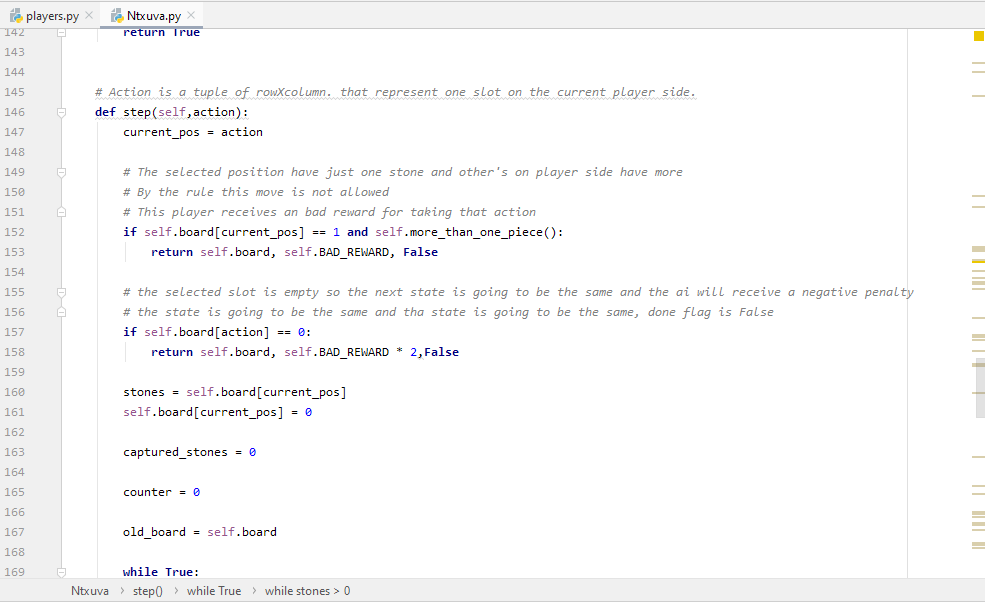 players.py
Ntxuva.py
142 return True
143
144
145 # Action is a tuple of rowXcolumn. that represent one slot on the current player side.
146 def step(self,action):
147 current_pos = action
148
149 # The selected position have just one stone and other's on player side have more
150 # By the rule this move is not allowed
151 # This player receives an bad reward for taking that action
152 if self.board[current_pos] == 1 and self.more_than_one_piece():
153 return self.board, self.BAD_REWARD, False
154
155 # the selected slot is empty so the next state is going to be the same and the ai will receive a negative penalty
156 # the state is going to be the same and tha state is going to be the same, done flag is False
157 if self.board[action] == 0:
158 return self.board, self.BAD_REWARD * 2,False
159
160 stones = self.board[current_pos]
161 self.board[current_pos] = 0
162
163 captured_stones = 0
164
165 counter = 0
166
167 old_board = self.board
168
169 while True:
Ntxuva > step() > while True > while stones > 0